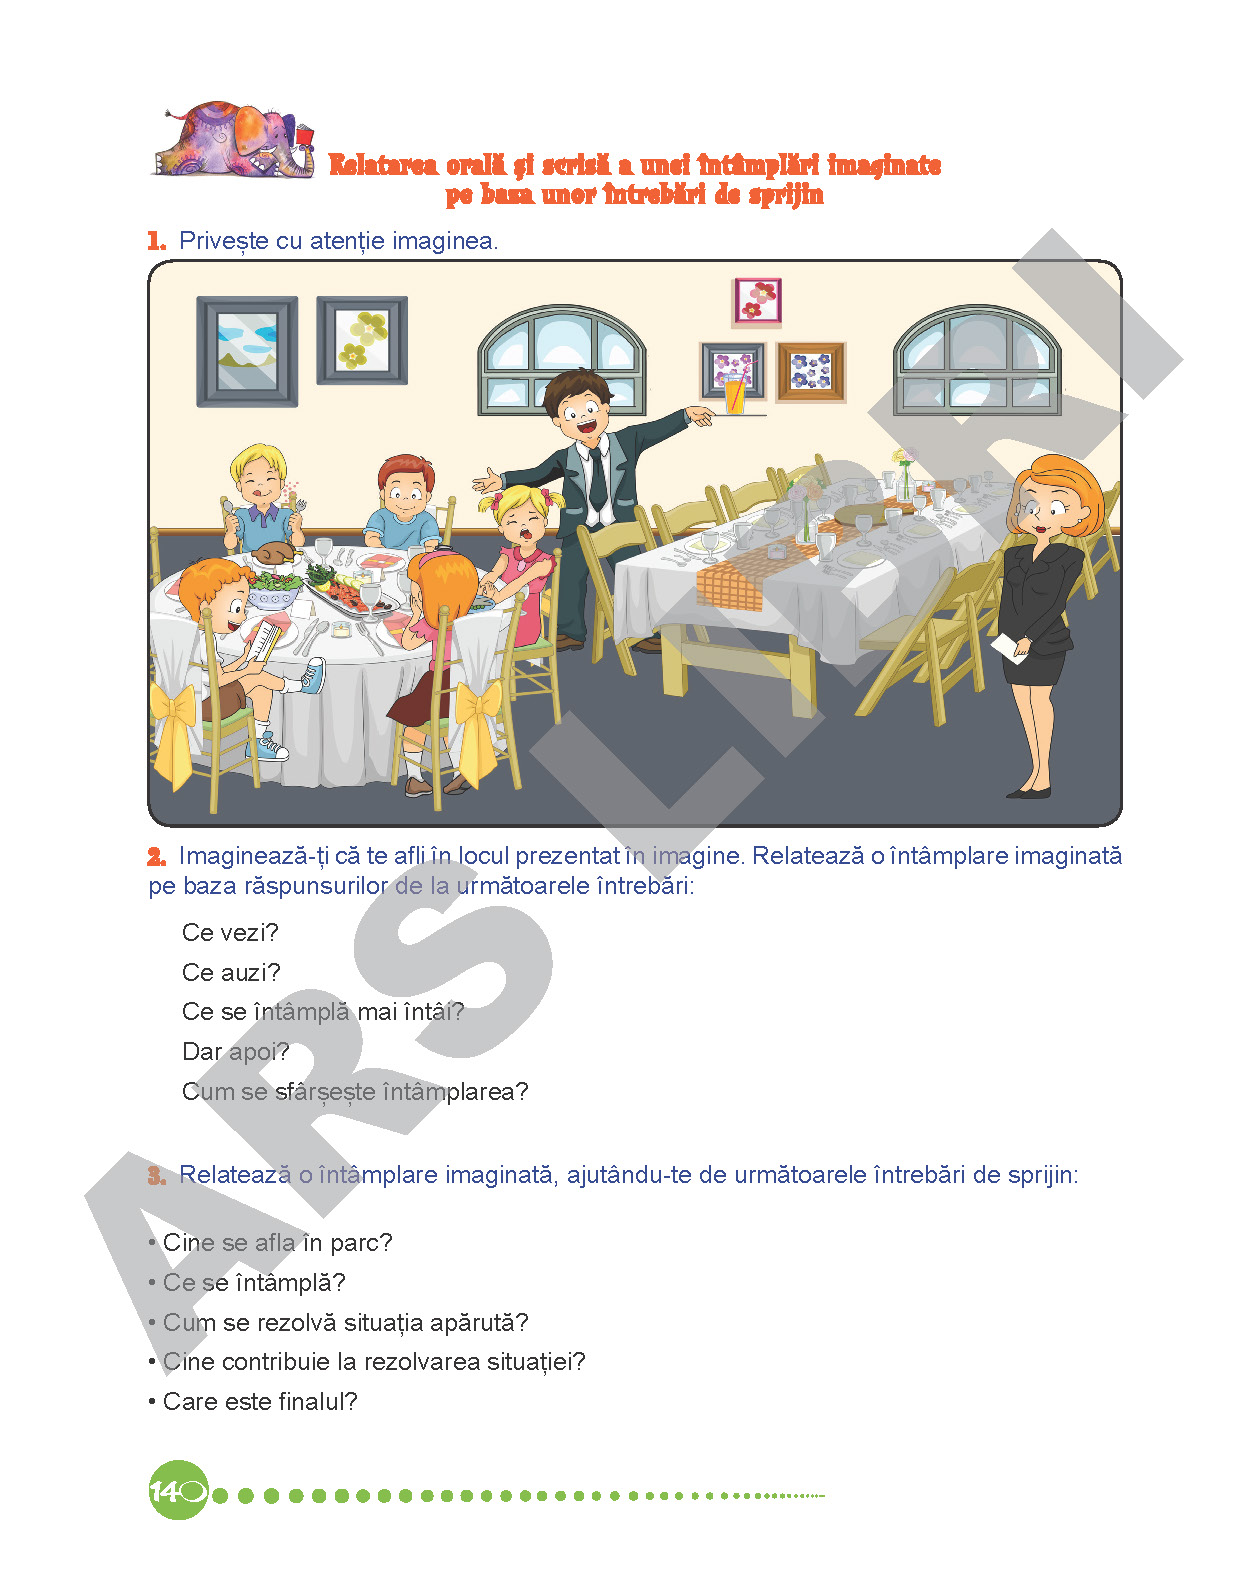 Relatarea orală și scrisă a unei întâmplări imaginate
pe baza unor întrebări de sprijin
1. Privește cu atenție imaginea.
2. Imaginează-ți că te afli în locul prezentat în imagine. Relatează o întâmplare imaginată
pe baza răspunsurilor de la următoarele întrebări:
Ce vezi?
Ce auzi?
Ce se întâmplă mai întâi?
Dar apoi?
Cum se sfârșește întâmplarea?
3. Relatează o întâmplare imaginată, ajutându-te de următoarele întrebări de sprijin:
• Cine se afla în parc?
• Ce se întâmplă?
• Cum se rezolvă situația apărută?
• Cine contribuie la rezolvarea situației?
• Care este finalul?
140
ARS LIBRI